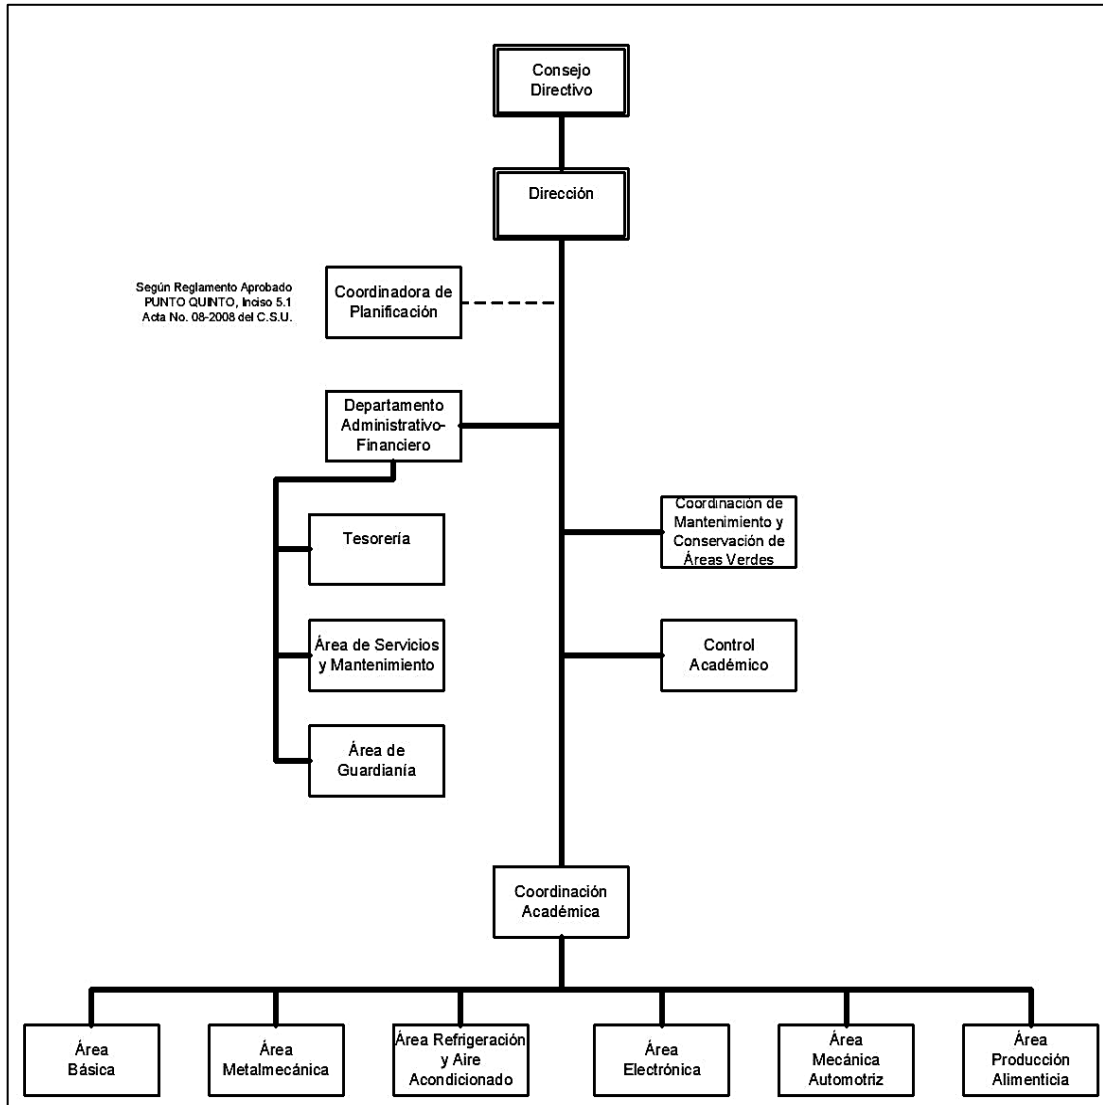 Consejo
Directivo
Dirección
Según Reglamento Aprobado
PUNTO QUINTO, Inciso 5.1
Acta No. 08-2008 del C.S.U.
Coordinadora de
Planificación
Departamento
Administrativo-
Financiero
Coordinación de
Mantenimiento y
Conservación de
Áreas Verdes
Tesorería
Área de Servicios
y Mantenimiento
Control
Académico
Área de
Guardianía
Coordinación
Académica
Área
Básica
Área
Metalmecánica
Área Refrigeración
y Aire
Acondicionado
Área
Electrónica
Área
Mecánica
Automotriz
Área
Producción
Alimenticia